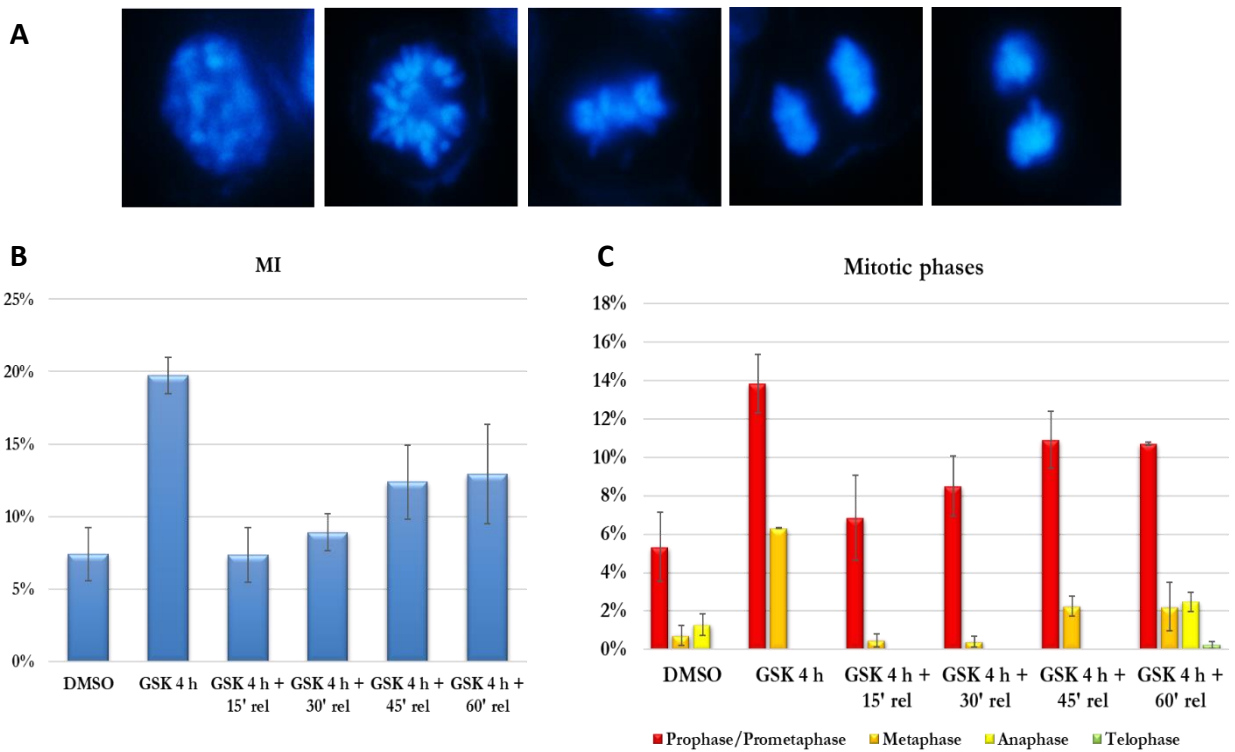 A
B
MI
25%
20%
15%
10%
5%
0%
DMSO
GSK 4 h
GSK 4 h +
15' rel
GSK 4 h +
30' rel
GSK 4 h +
45' rel
GSK 4 h +
60' rel
C
Mitotic phases
18%
16%
14%
12%
10%
8%
6%
4%
2%
0%
DMSO
GSK 4 h
GSK 4 h +
15' rel
GSK 4 h +
30' rel
GSK 4 h +
45' rel
GSK 4 h +
60' rel
Prophase/Prometaphase
Metaphase
Anaphase
Telophase